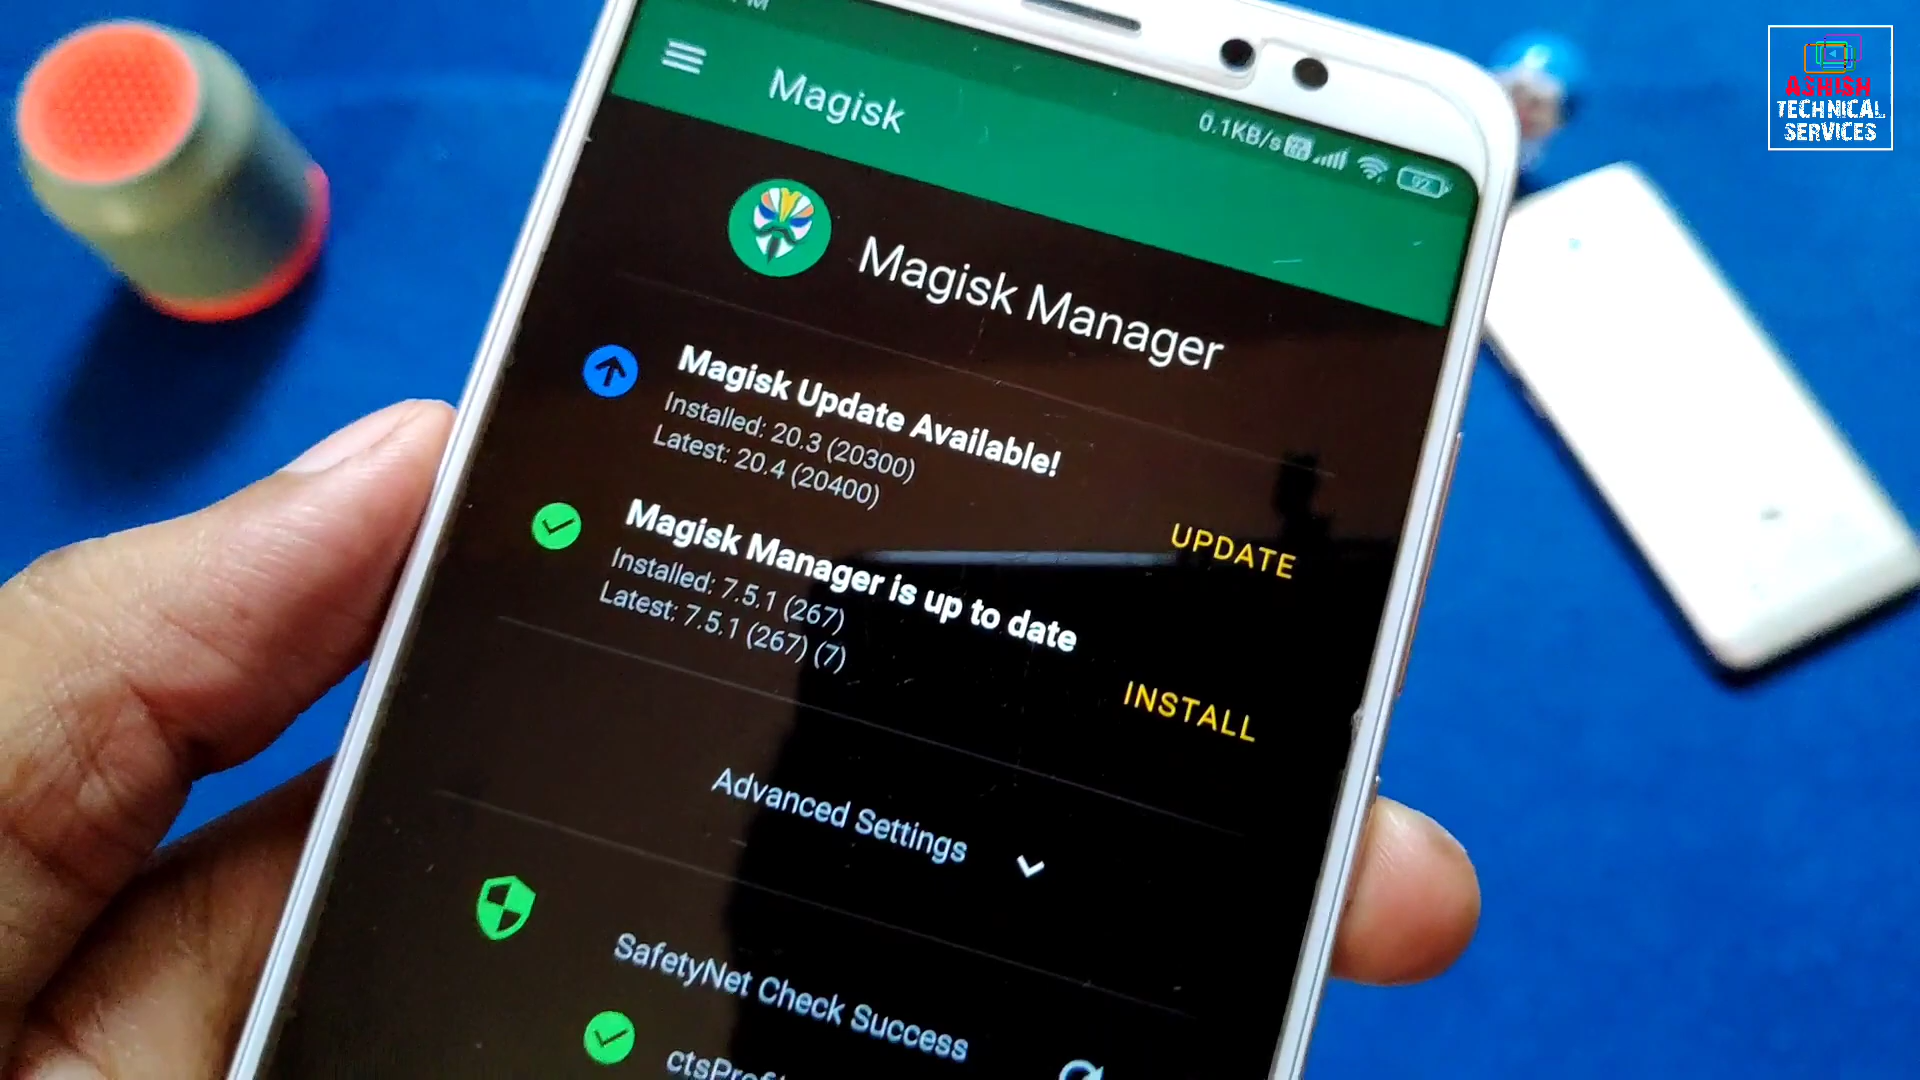 ASHISH
TECHNICAL
SERVICES
0.1KB/s
92
Magisk
Magisk Manager
Magisk Update Available!
Installed: 20.3 (20300)
Latest: 20.4 (20400)
UPDATE
Magisk Manager is up to date
Installed: 7.5.1 (267)
Latest: 7.5.1 (267) (7)
INSTALL
Advanced Settings
SafetyNet Check Success